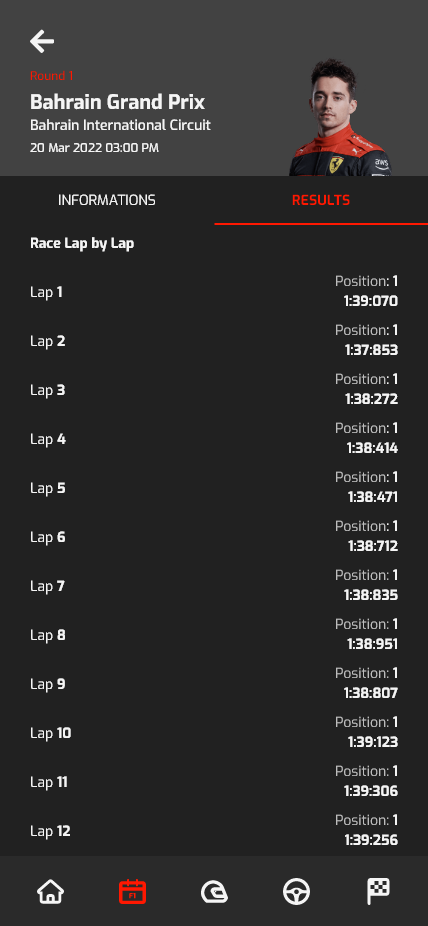 Round 1
Bahrain Grand Prix
Bahrain International Circuit
20 Mar 2022 03:00 PM
aws
INFORMATIONS
RESULTS
Race Lap by Lap
Lap 1
Position: 1
1:39:070
Lap 2
Position: 1
1:37:853
Lap 3
Position: 1
1:38:272
Lap 4
Position: 1
1:38:414
Lap 5
Position: 1
1:38:471
Lap 6
Position: 1
1:38:712
Lap 7
Position: 1
1:38:835
Lap 8
Position: 1
1:38:951
Lap 9
Position: 1
1:38:807
Lap 10
Position: 1
1:39:123
Lap 11
Position: 1
1:39:306
Lap 12
Position: 1
1:39:256
F1